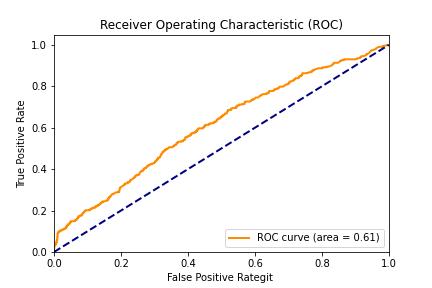 Receiver Operating Characteristic (ROC)
True Positive Rate
1.0
0.8
0.6
0.4
0.2
0.0
ROC curve (area = 0.61)
0.0 0.2 0.4 0.6 0.8 1.0
False Positive Rategit